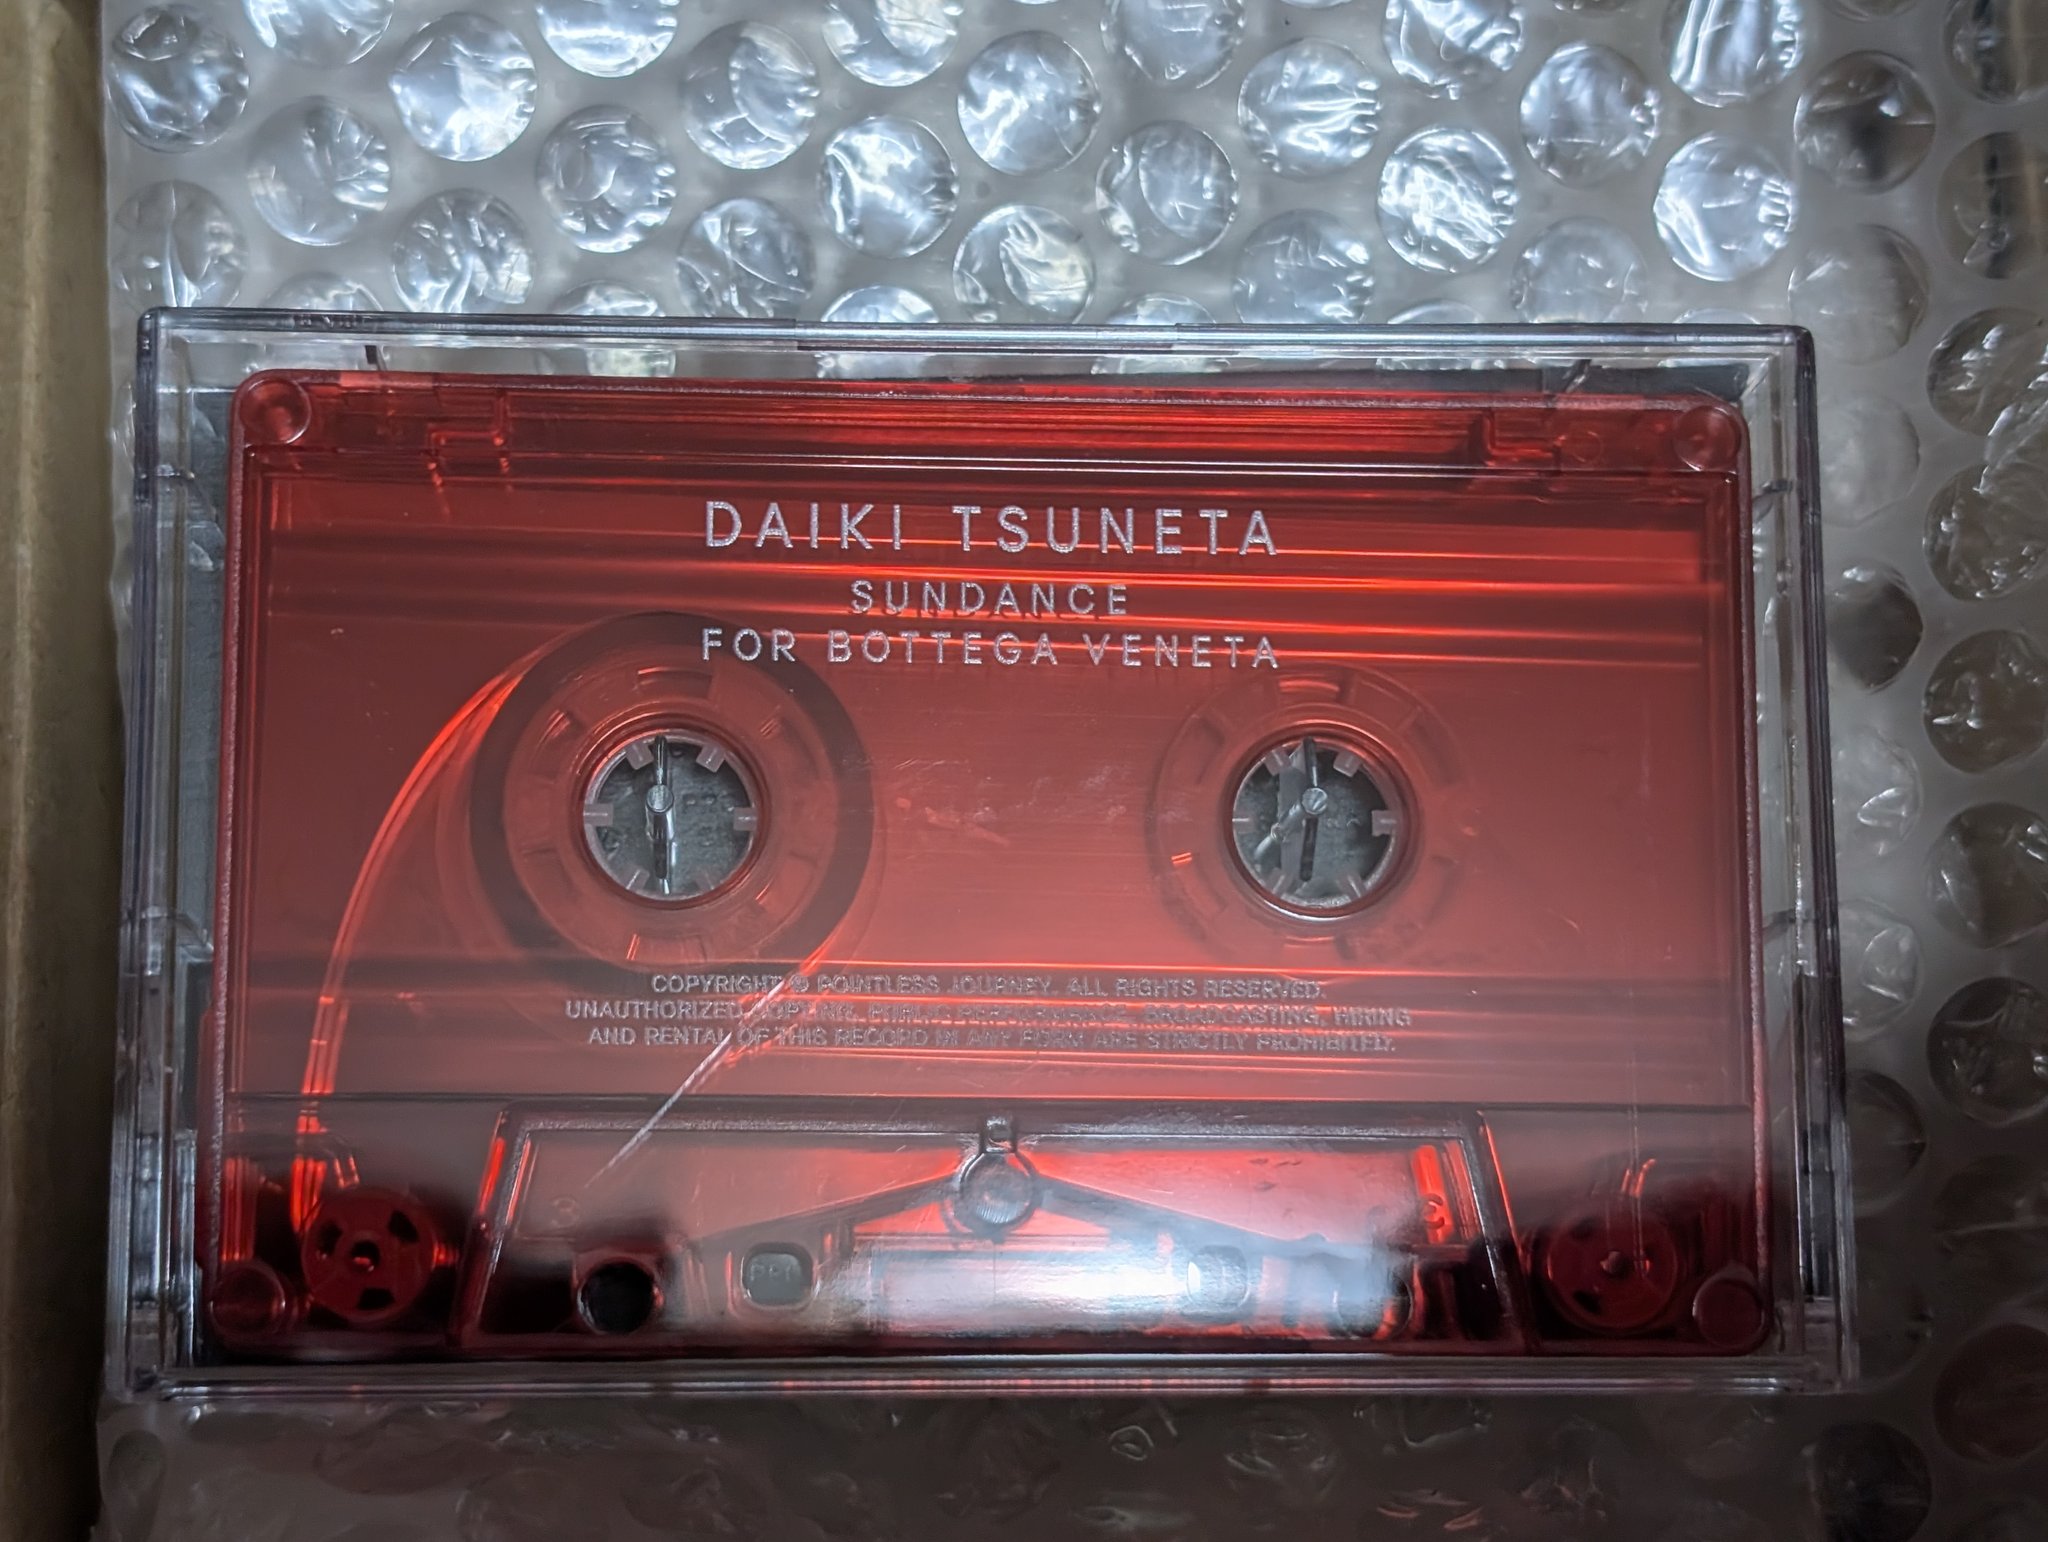 DAIKI TSUNETA
SUNDANCE
FOR BOTTEGA VENETA
COPYRIGHT © POINTLESS JOURNEY. ALL RIGHTS RESERVED.
UNAUTHORIZED COPYING, PUBLIC PERFORMANCE, BROADCASTING, HIRING
AND RENTAL OF THIS RECORD IN ANY FORM ARE STRICTLY PROHIBITED.